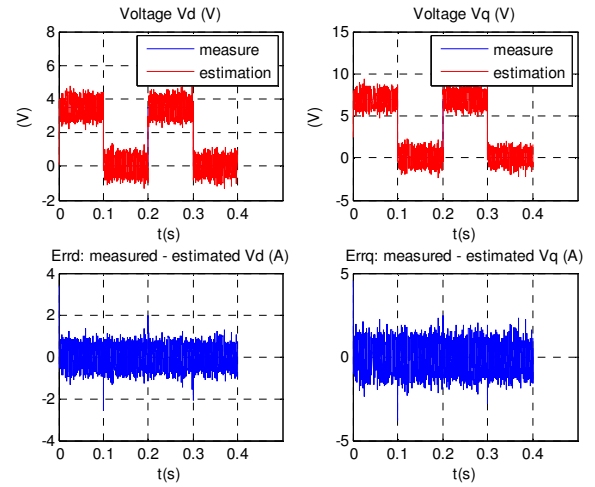 Voltage Vd (V)
8
6
4
2
0
-2
(V)
measure
estimation
0 0.1 0.2 0.3 0.4
t(s)
Voltage Vq (V)
15
10
5
0
-5
(V)
measure
estimation
0 0.1 0.2 0.3 0.4
t(s)
Errd: measured - estimated Vd (A)
4
2
0
-2
-4
0 0.1 0.2 0.3 0.4
t(s)
Errq: measured - estimated Vq (A)
5
0
-5
0 0.1 0.2 0.3 0.4
t(s)